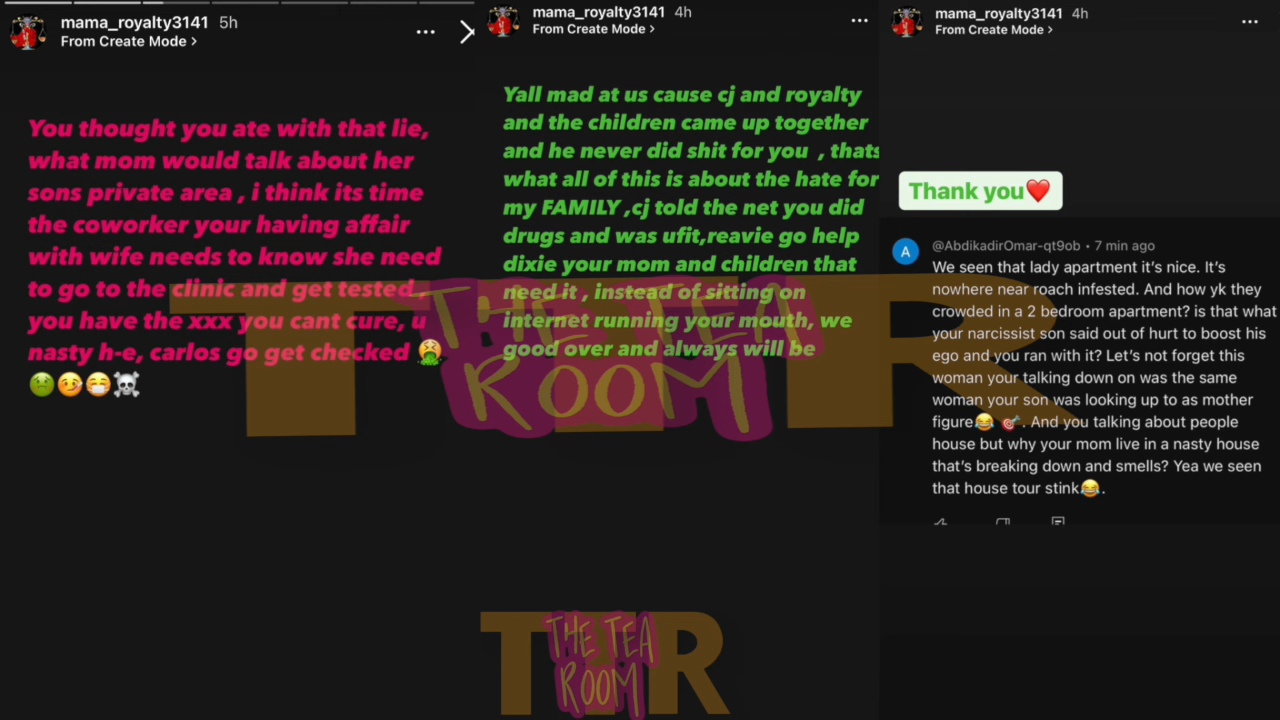 mama_royalty3141 5h
From Create Mode >
You thought you ate with that lie,
what mom would talk about her
sons private area , i think its time
the coworker your having affair
with wife needs to know she need
to go to the clinic and get tested ,
you have the xxx you cant cure, u
nasty h-e, carlos go get checked 🤮
🤢🤒😷☠️
mama_royalty3141 4h
From Create Mode >
Yall mad at us cause cj and royalty
and the children came up together
and he never did shit for you , thats
what all of this is about the hate for
my FAMILY ,cj told the net you did
drugs and was ufit,reavie go help
dixie your mom and children that
need it , instead of sitting on
internet running your mouth, we
good over and always will be
mama_royalty3141 4h
From Create Mode >
Thank you❤️
A
@AbdikadirOmar-qt9ob • 7 min ago
We seen that lady apartment it’s nice. It’s
nowhere near roach infested. And how yk they
crowded in a 2 bedroom apartment? is that what
your narcissist son said out of hurt to boost his
ego and you ran with it? Let’s not forget this
woman your talking down on was the same
woman your son was looking up to as mother
figure😂 🎯. And you talking about people
house but why your mom live in a nasty house
that’s breaking down and smells? Yea we seen
that house tour stink😂.
T R
THE TEA
ROOM
T R
THE TEA
ROOM